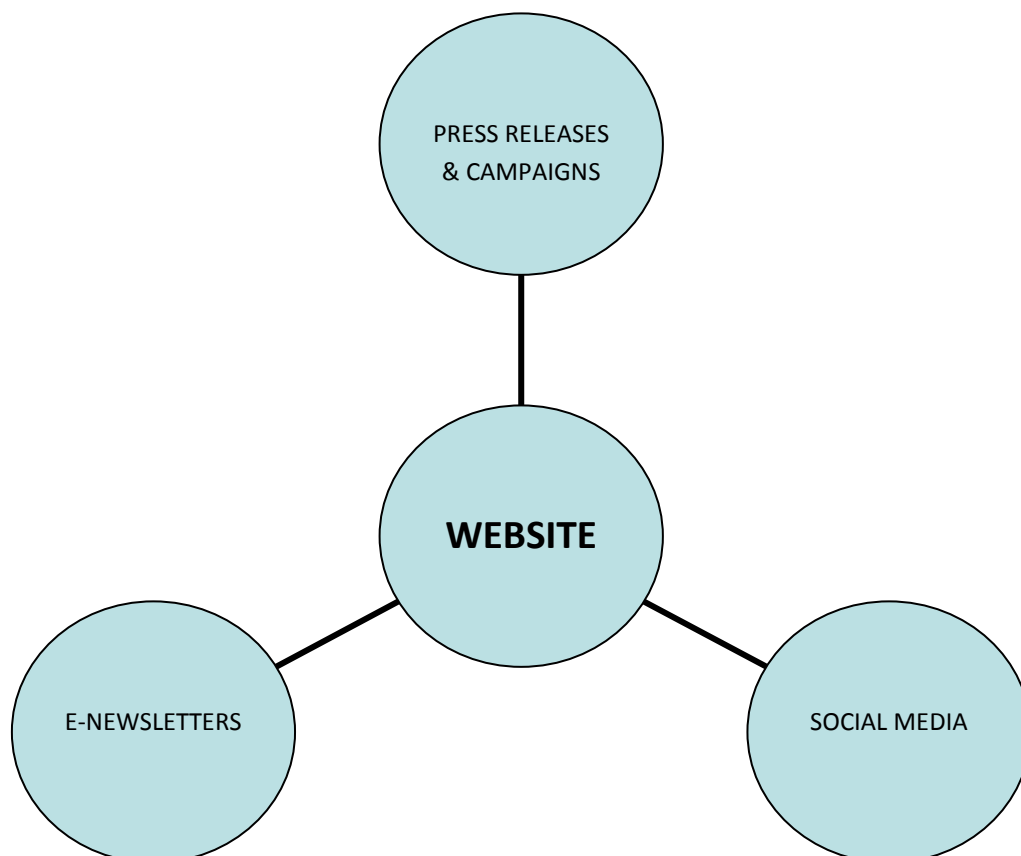 PRESS RELEASES
& CAMPAIGNS
WEBSITE
E-NEWSLETTERS
SOCIAL MEDIA